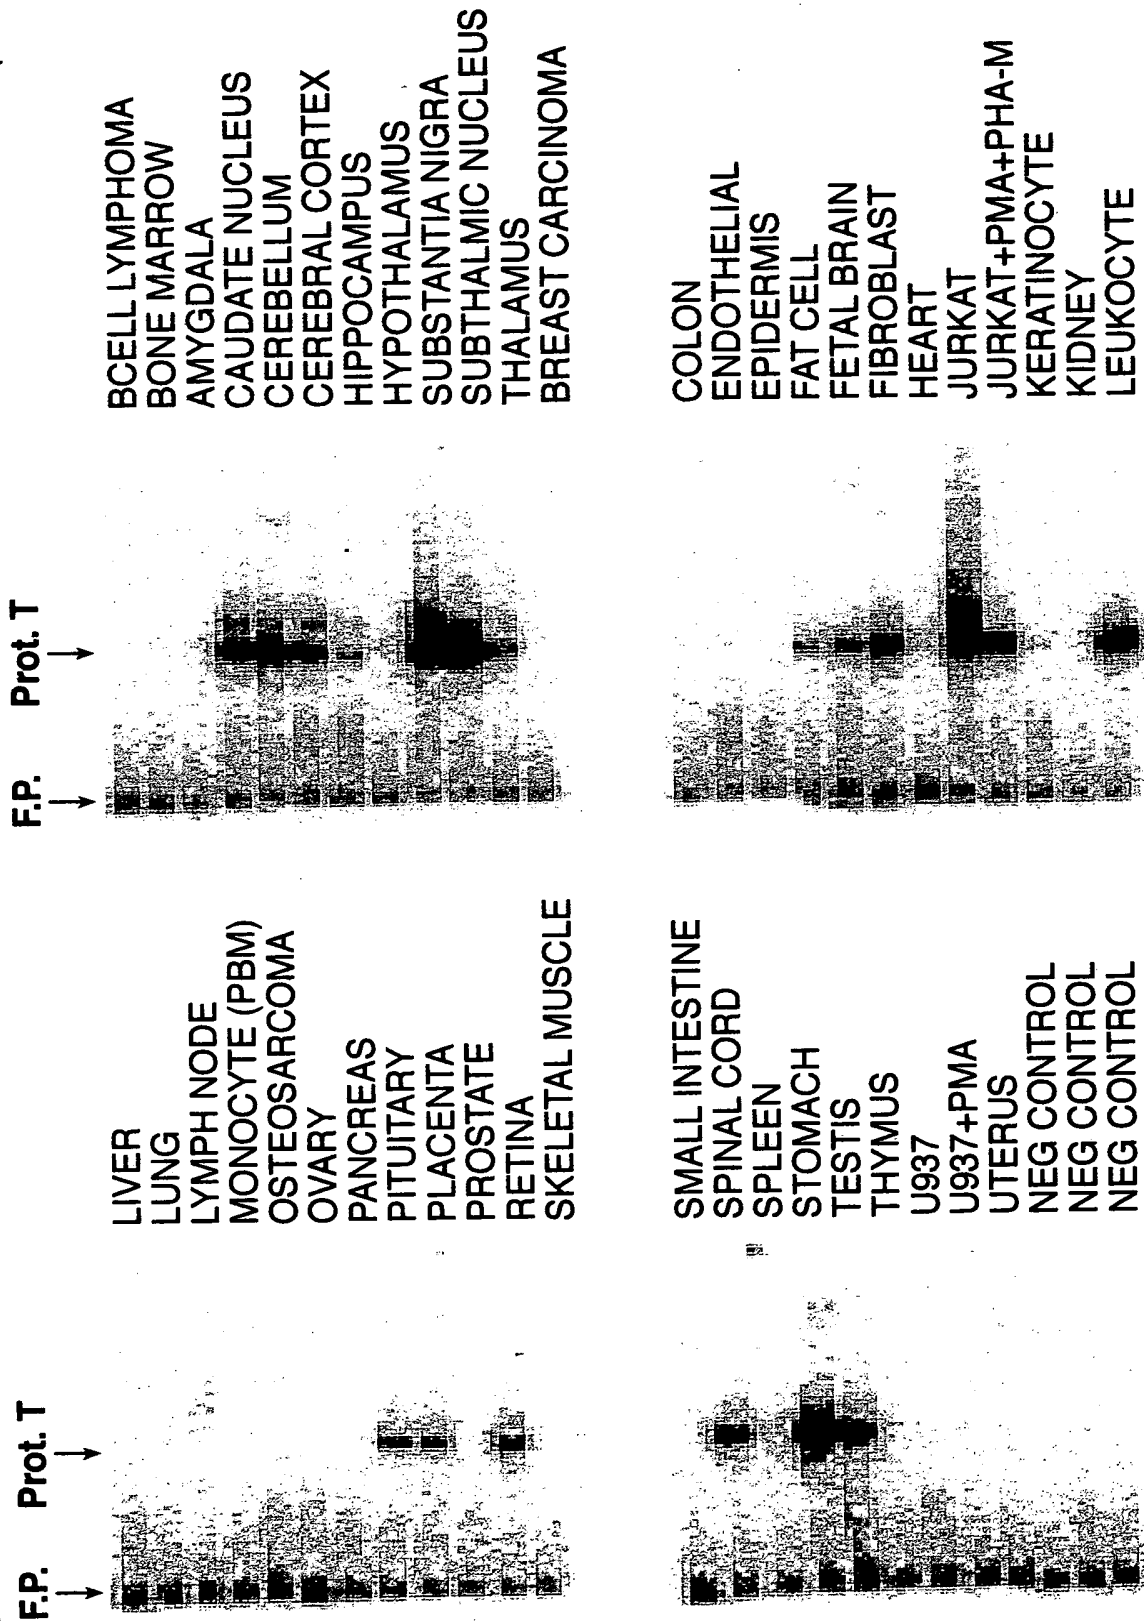 F.P.
Prot. T
BCELL LYMPHOMA
BONE MARROW
AMYGDALA
CAUDATE NUCLEUS
CEREBELLUM
CEREBRAL CORTEX
HIPPOCAMPUS
HYPOTHALAMUS
SUBSTANTIA NIGRA
SUBTHALMIC NUCLEUS
THALAMUS
BREAST CARCINOMA
COLON
ENDOTHELIAL
EPIDERMIS
FAT CELL
FETAL BRAIN
FIBROBLAST
HEART
JURKAT
JURKAT+PMA+PHA-M
KERATINOCYTE
KIDNEY
LEUKOCYTE
F.P.
Prot. T
LIVER
LUNG
LYMPH NODE
MONOCYTE (PBM)
OSTEOSARCOMA
OVARY
PANCREAS
PITUITARY
PLACENTA
PROSTATE
RETINA
SKELETAL MUSCLE
SMALL INTESTINE
SPINAL CORD
SPLEEN
STOMACH
TESTIS
THYMUS
U937
U937+PMA
UTERUS
NEG CONTROL
NEG CONTROL
NEG CONTROL